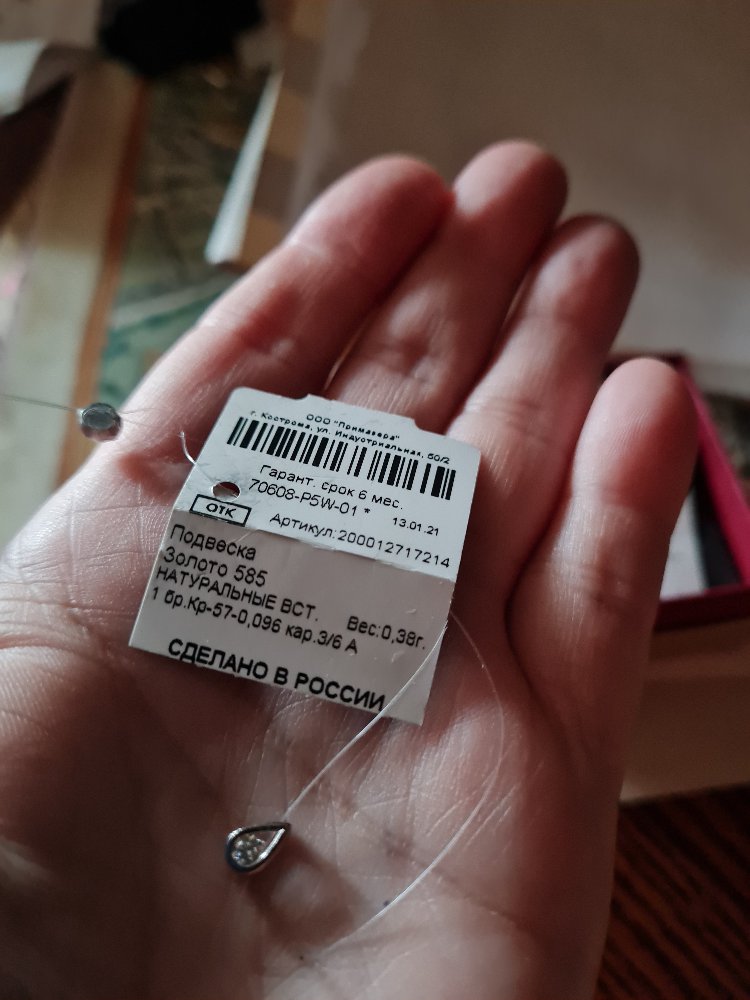 ООО "Примавера"
г. Кострома, ул. Индустриальная, 50/2
Гарант. срок 6 мес.
70608-P5W-01 *
13.01.21
ОТК
Артикул:200012717214
Подвеска
Золото 585
НАТУРАЛЬНЫЕ ВСТ.
Вес:0,38г.
1 бр.Кр-57-0,096 кар.3/6 А
СДЕЛАНО В РОССИИ